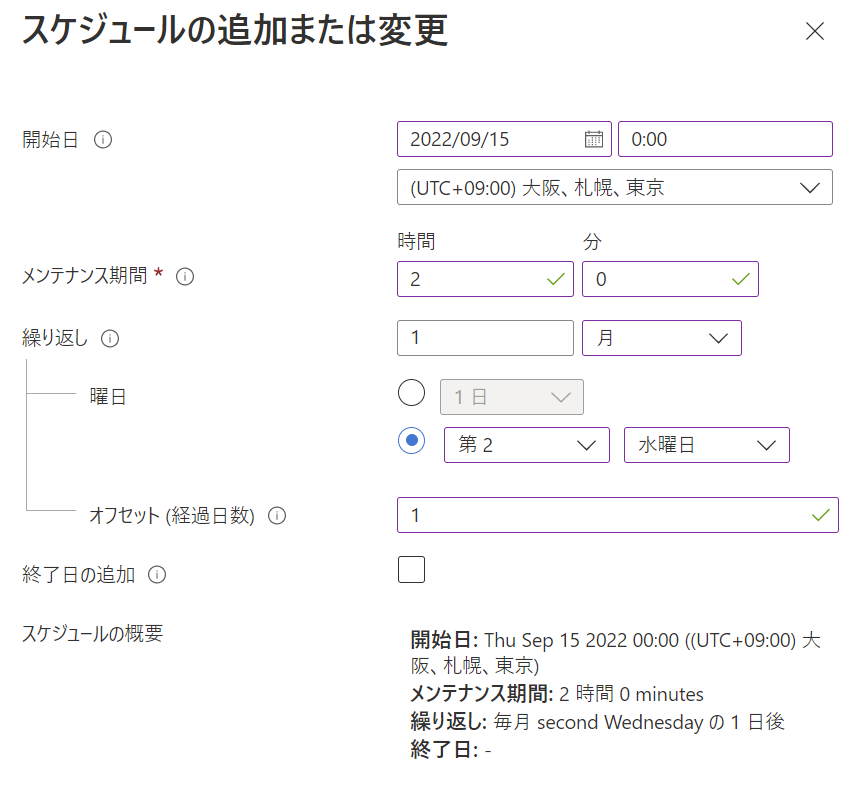 スケジュールの追加または変更
開始日
2022/09/15 0:00
(UTC+09:00) 大阪、札幌、東京
時間 分
メンテナンス期間 * 2 0
繰り返し 1 月
曜日 1 日
第 2 水曜日
オフセット (経過日数) 1
終了日の追加
スケジュールの概要
開始日: Thu Sep 15 2022 00:00 ((UTC+09:00) 大
阪、札幌、東京)
メンテナンス期間: 2 時間 0 minutes
繰り返し: 毎月 second Wednesday の 1 日後
終了日: -